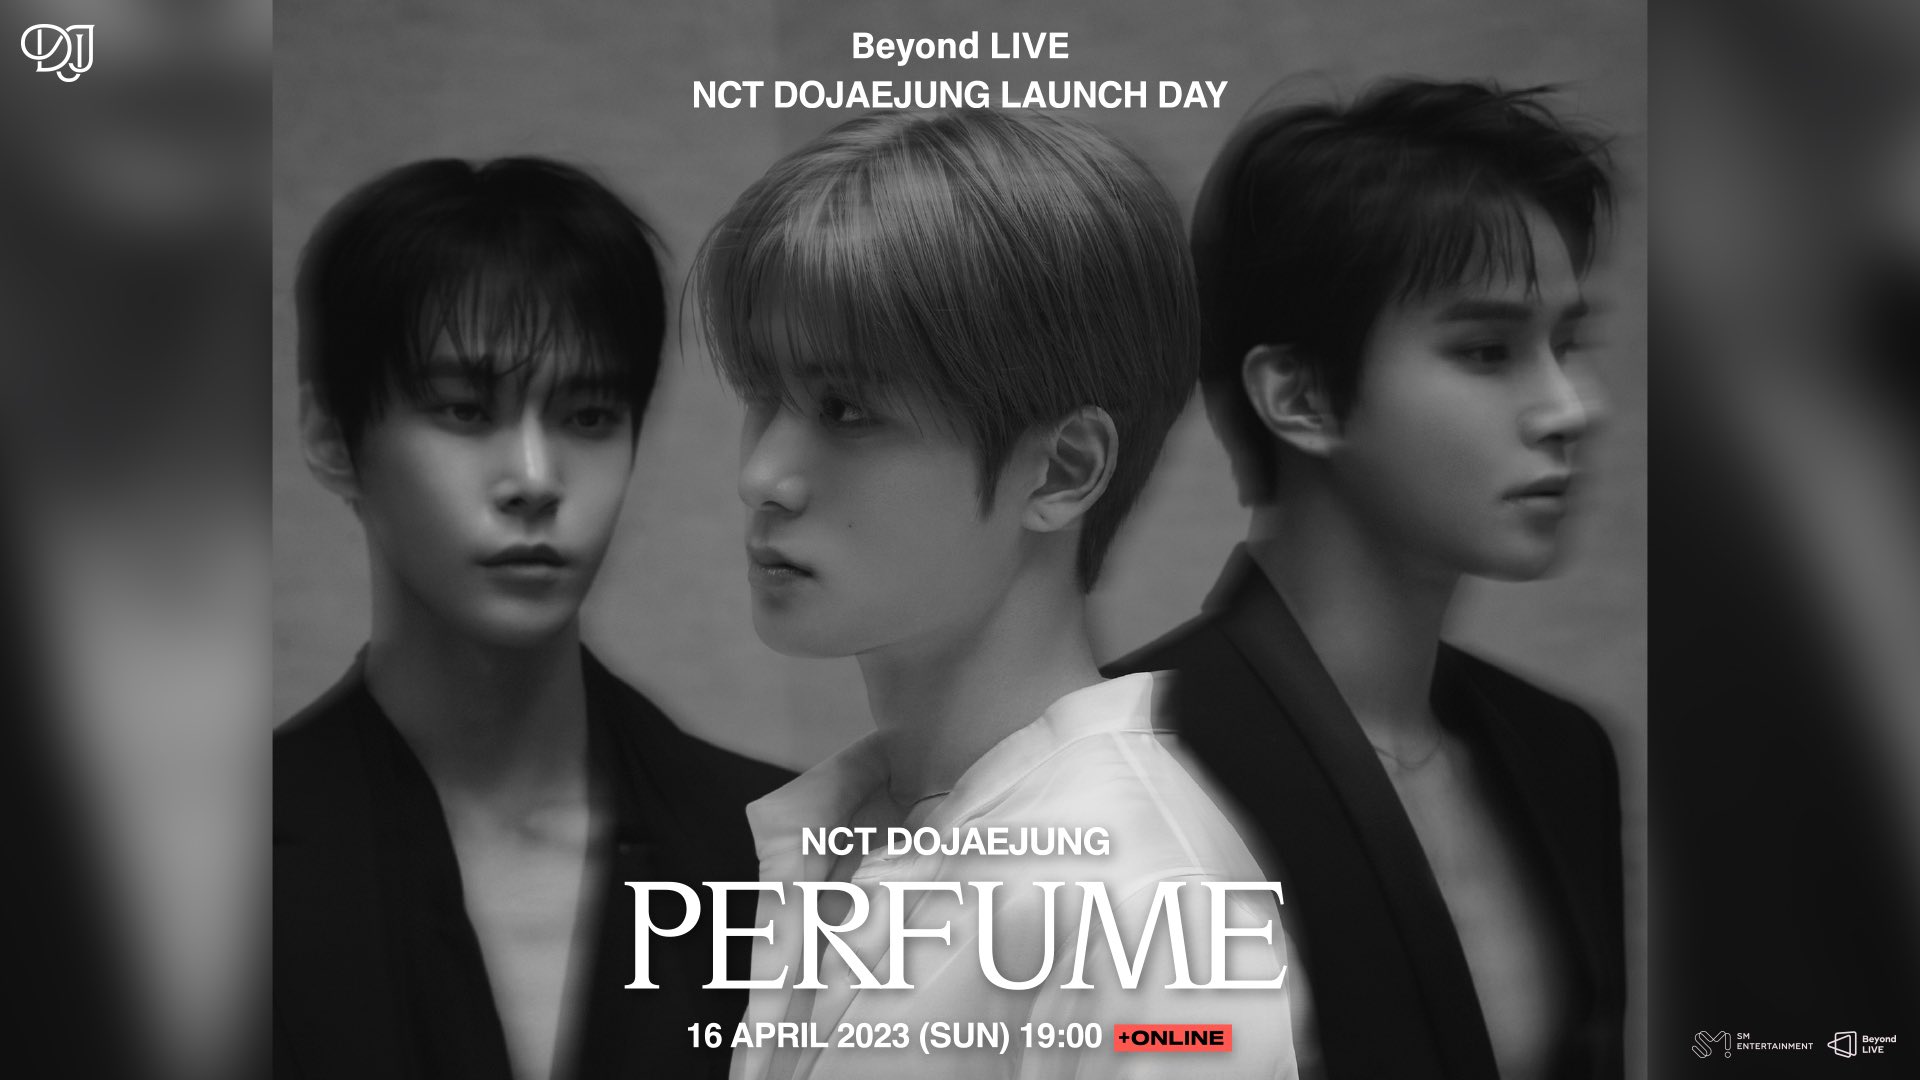 DJ
Beyond LIVE
NCT DOJAEJUNG LAUNCH DAY
NCT DOJAEJUNG
PERFUME
16 APRIL 2023 (SUN) 19:00 +ONLINE
SM
ENTERTAINMENT
Beyond
LIVE